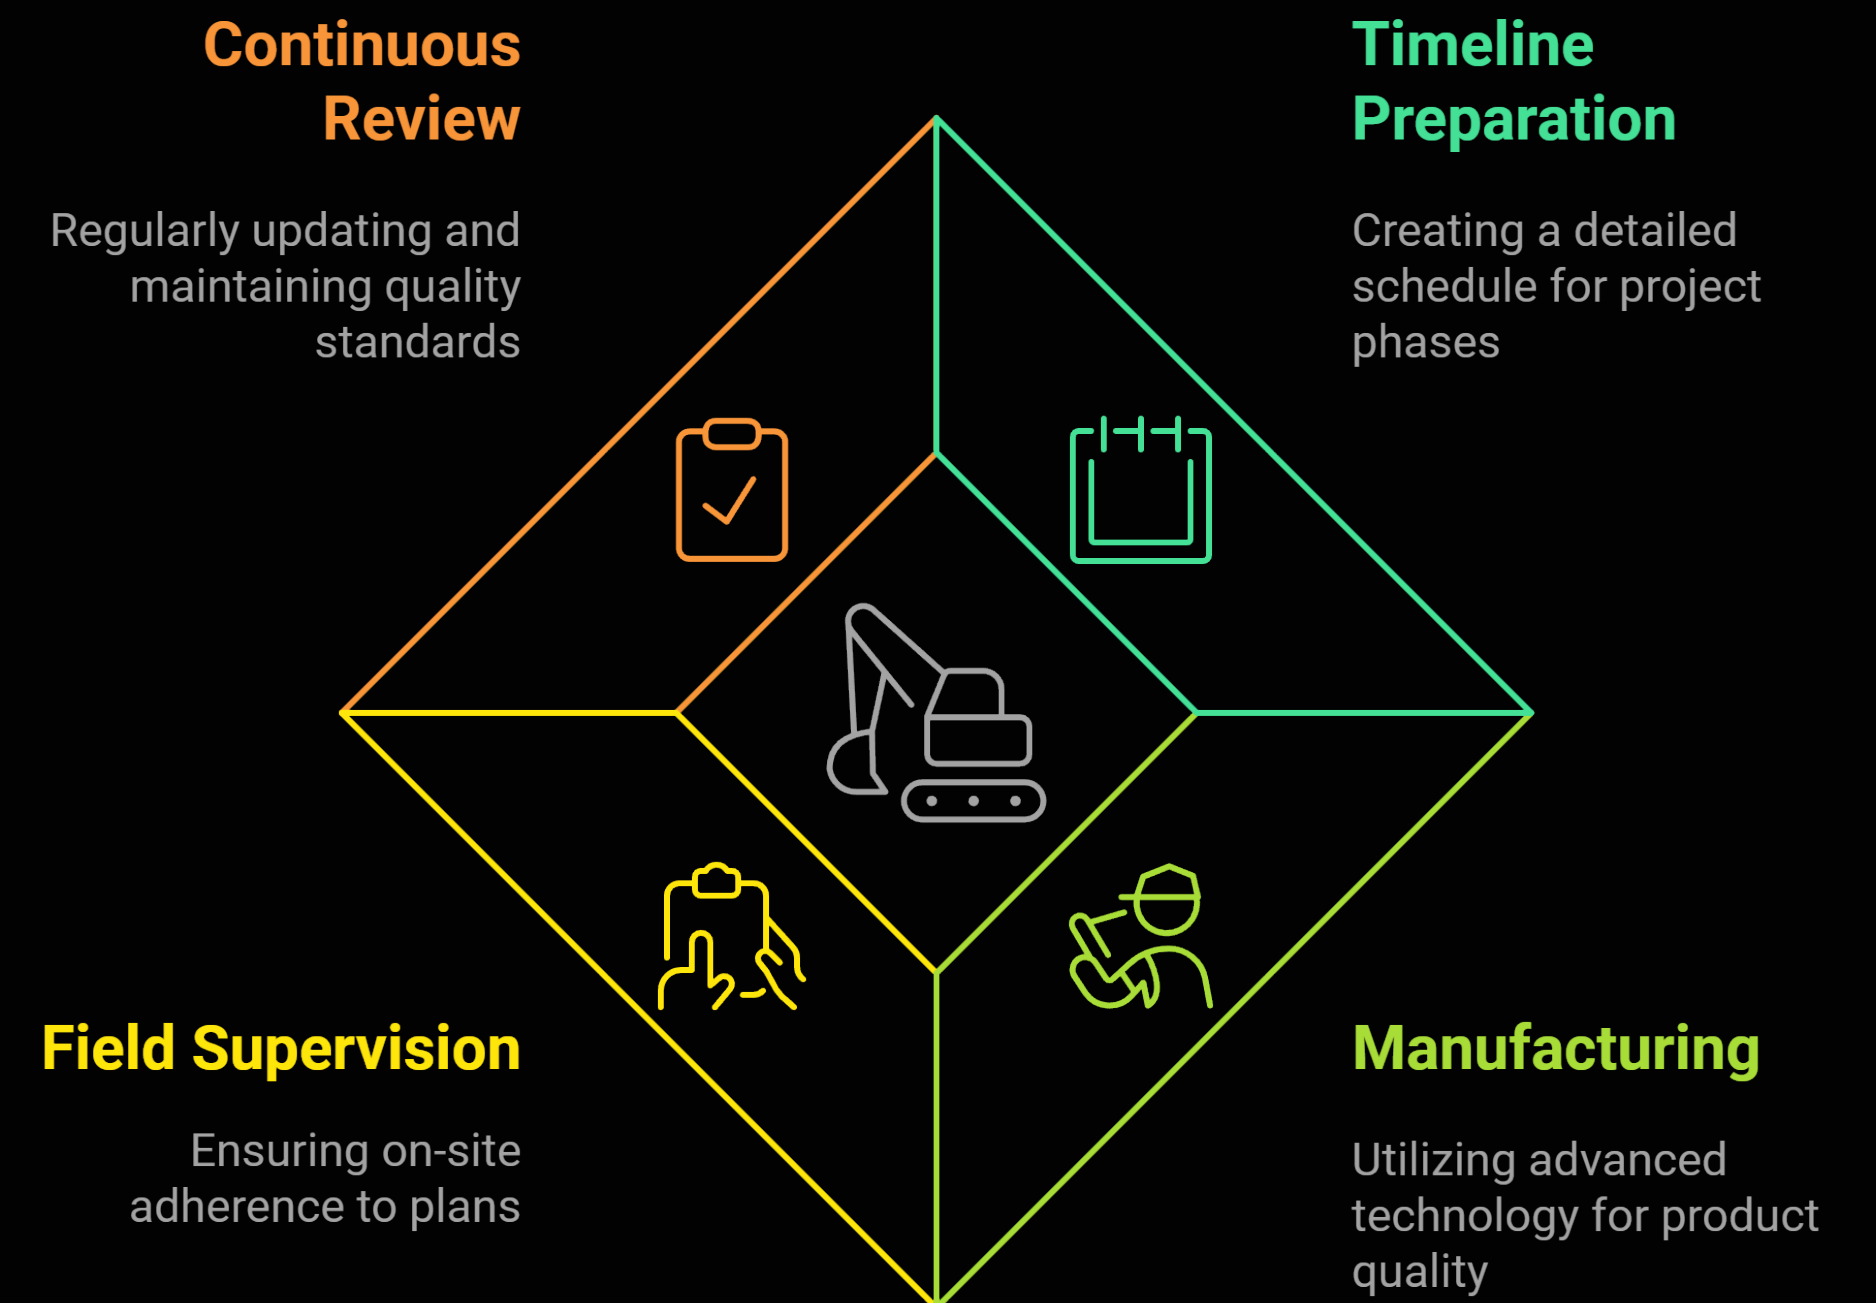 Continuous
Review
Regularly updating and
maintaining quality
standards
Timeline
Preparation
Creating a detailed
schedule for project
phases
Field Supervision
Ensuring on-site
adherence to plans
Manufacturing
Utilizing advanced
technology for product
quality